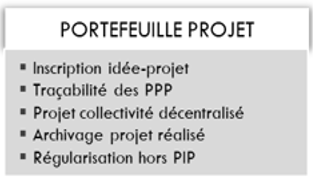 PORTEFEUILLE PROJET
▪ Inscription idée-projet
▪ Traçabilité des PPP
▪ Projet collectivité décentralisé
▪ Archivage projet réalisé
▪ Régularisation hors PIP